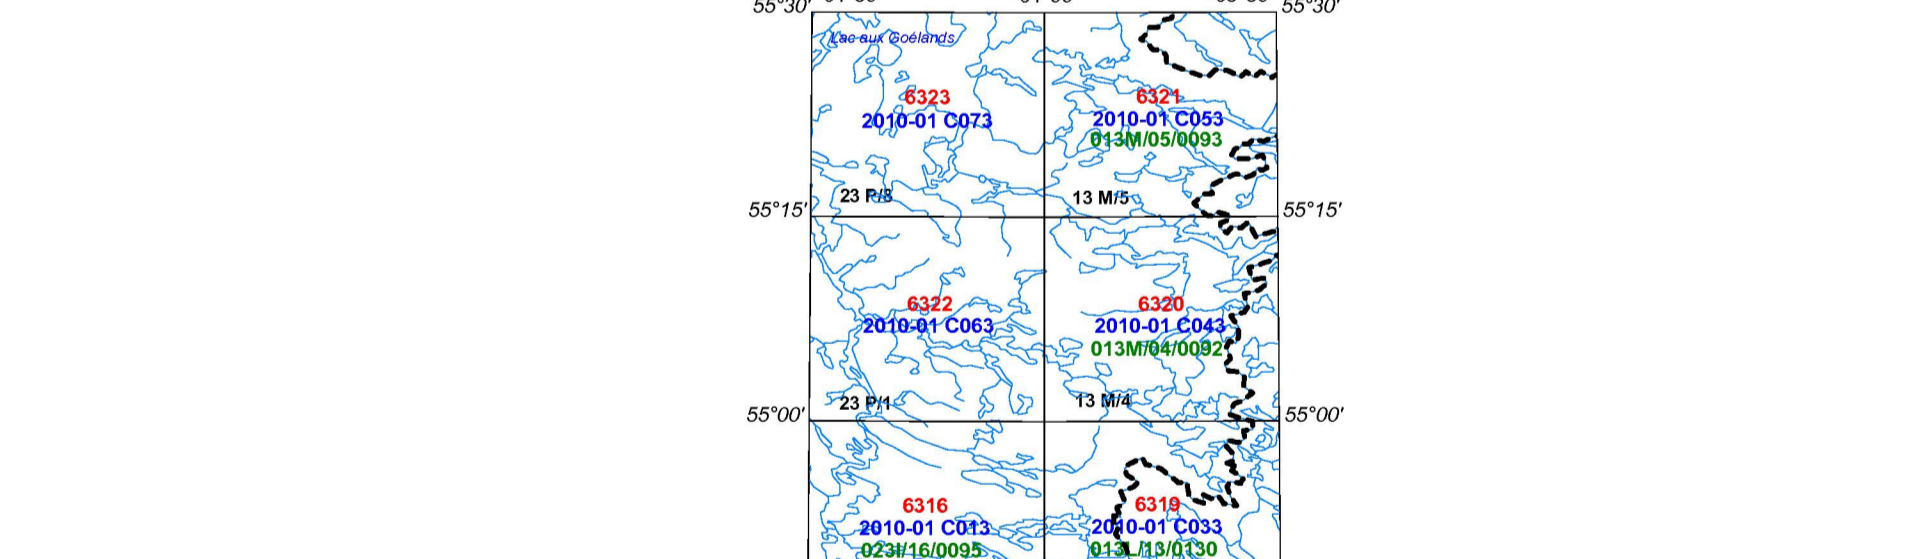 55°30'
55°30'
Lac aux Goélands
6323
2010-01 C073
6321
2010-01 C053
013M/05/0093
23 P/8
13 M/5
55°15'
55°15'
6322
2010-01 C063
6320
2010-01 C043
013M/04/0092
23 P/1
13 M/4
55°00'
55°00'
6316
2010-01 C013
023I/16/0095
6319
2010-01 C033
013L/13/0130